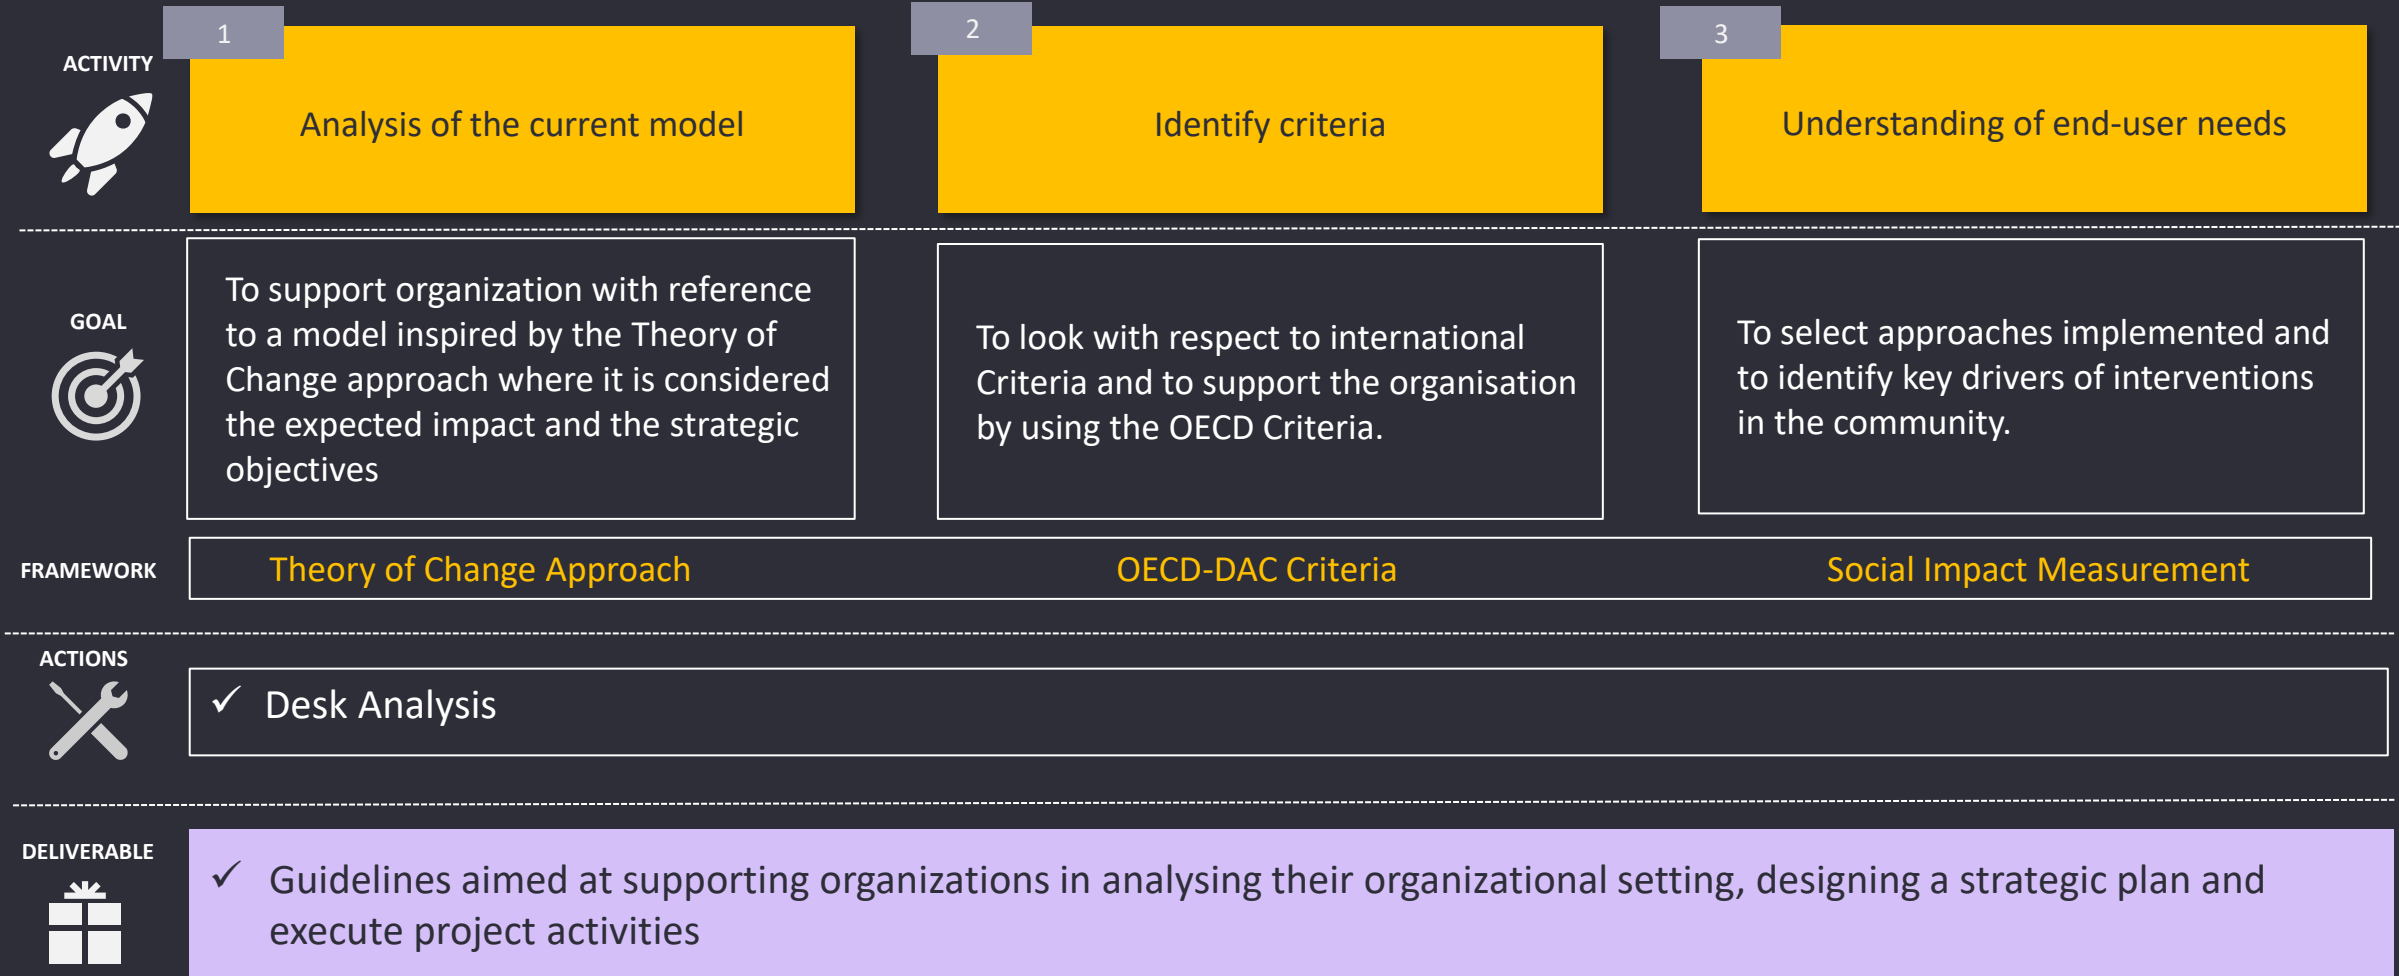 ACTIVITY
1
Analysis of the current model
2
Identify criteria
3
Understanding of end-user needs
GOAL
To support organization with reference
to a model inspired by the Theory of
Change approach where it is considered
the expected impact and the strategic
objectives
To look with respect to international
Criteria and to support the organisation
by using the OECD Criteria.
To select approaches implemented and
to identify key drivers of interventions
in the community.
FRAMEWORK
Theory of Change Approach
OECD-DAC Criteria
Social Impact Measurement
ACTIONS
✓ Desk Analysis
DELIVERABLE
✓ Guidelines aimed at supporting organizations in analysing their organizational setting, designing a strategic plan and
execute project activities